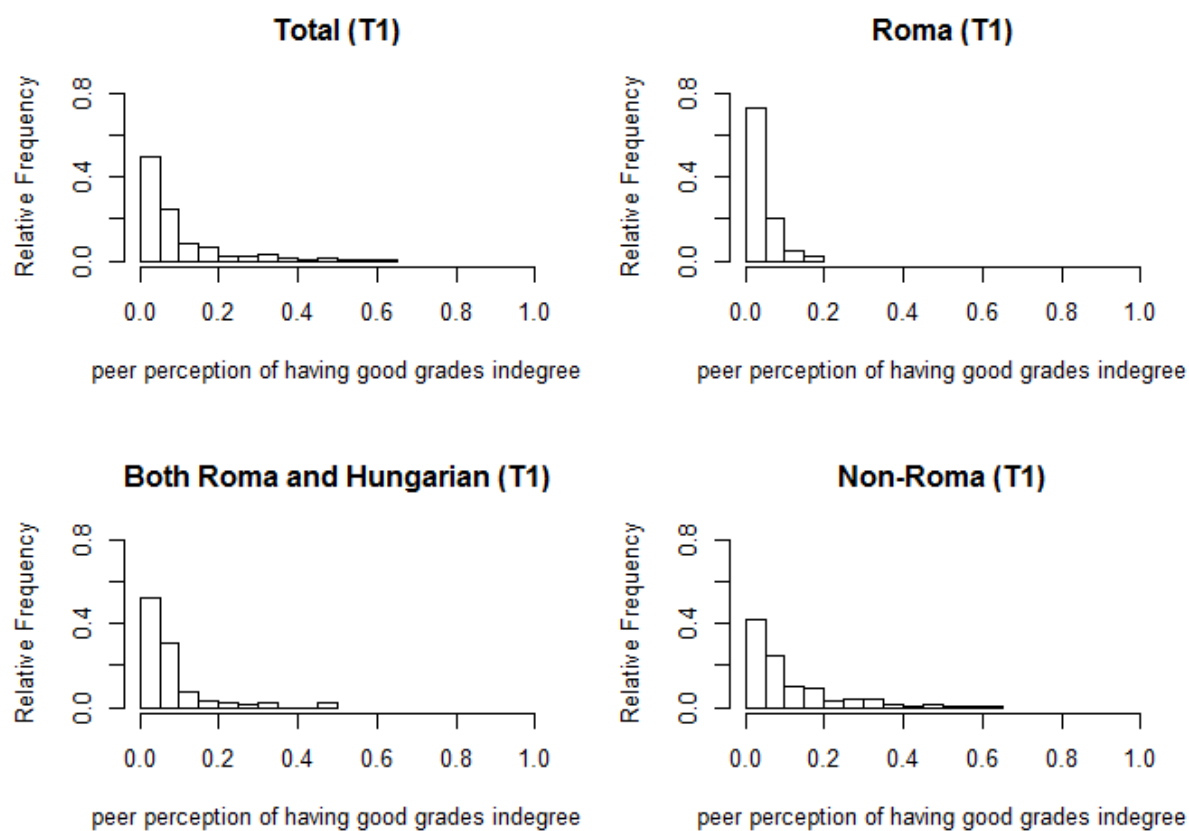 Total (T1)
Relative Frequency
0.8
0.4
0.0
0.0 0.2 0.4 0.6 0.8 1.0
peer perception of having good grades indegree
Roma (T1)
Relative Frequency
0.8
0.4
0.0
0.0 0.2 0.4 0.6 0.8 1.0
peer perception of having good grades indegree
Both Roma and Hungarian (T1)
Relative Frequency
0.8
0.4
0.0
0.0 0.2 0.4 0.6 0.8 1.0
peer perception of having good grades indegree
Non-Roma (T1)
Relative Frequency
0.8
0.4
0.0
0.0 0.2 0.4 0.6 0.8 1.0
peer perception of having good grades indegree